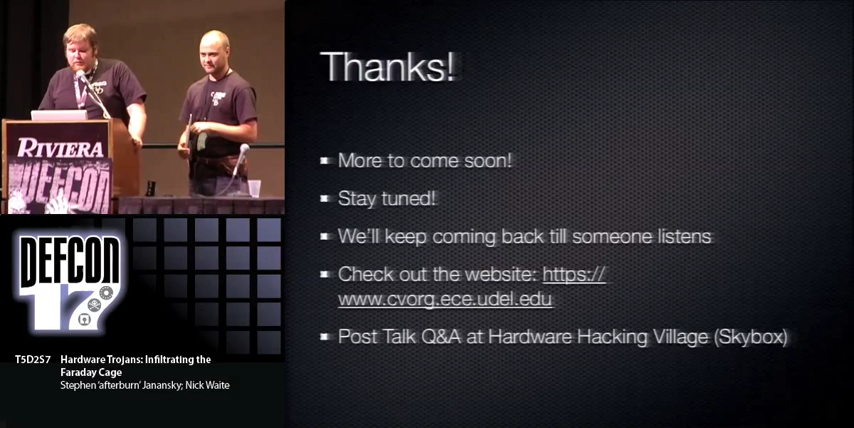 Thanks!
More to come soon!
Stay tuned!
We'll keep coming back till someone listens
Check out the website: https://
www.cvorg.ece.udel.edu
Post Talk Q&A at Hardware Hacking Village (Skybox)
RIVIERA
DEFCON
DEFCON
17
T5D2S7 Hardware Trojans: Infiltrating the
Faraday Cage
Stephen 'afterburn' Janansky; Nick Waite